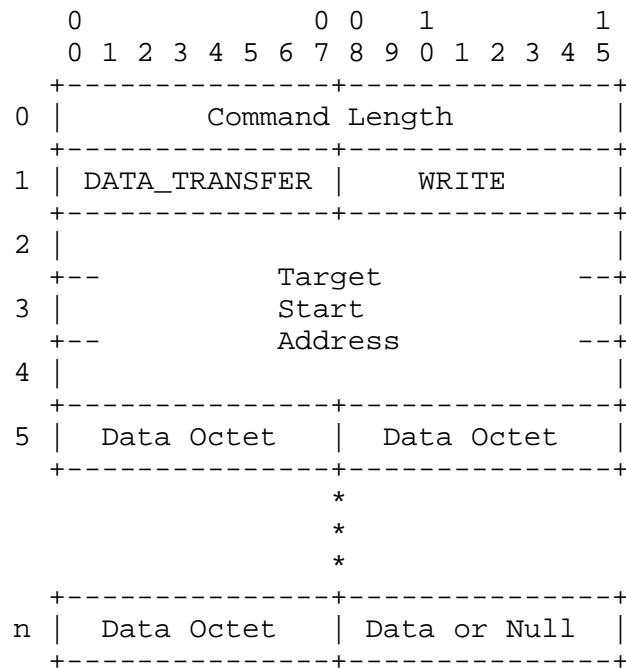 0 0 0 1 1
0 1 2 3 4 5 6 7 8 9 0 1 2 3 4 5
+---------------+---------------+
0 | Command Length |
+---------------+---------------+
1 | DATA_TRANSFER | WRITE |
+---------------+---------------+
2 | |
+-- Target --+
3 | Start |
+-- Address --+
4 | |
+---------------+---------------+
5 | Data Octet | Data Octet |
+---------------+---------------+
*
*
*
+---------------+---------------+
n | Data Octet | Data or Null |
+---------------+---------------+